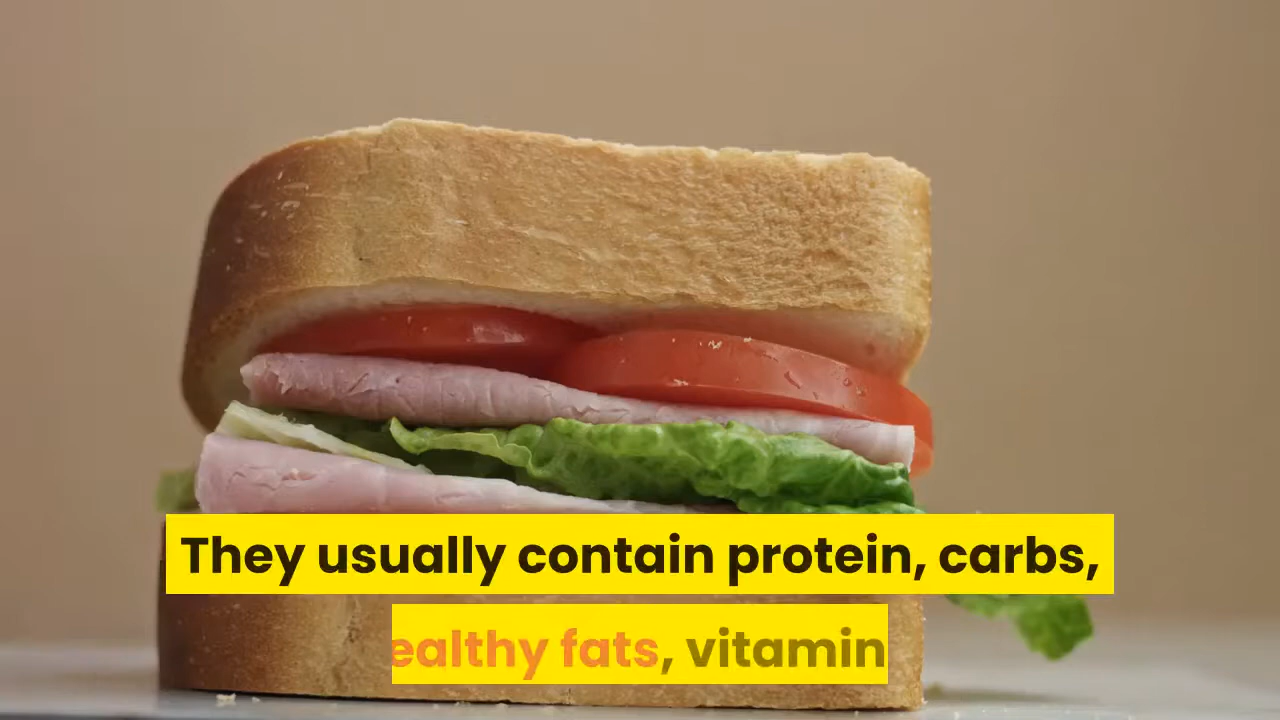 They usually contain protein, carbs,
ealthy fats, vitamin